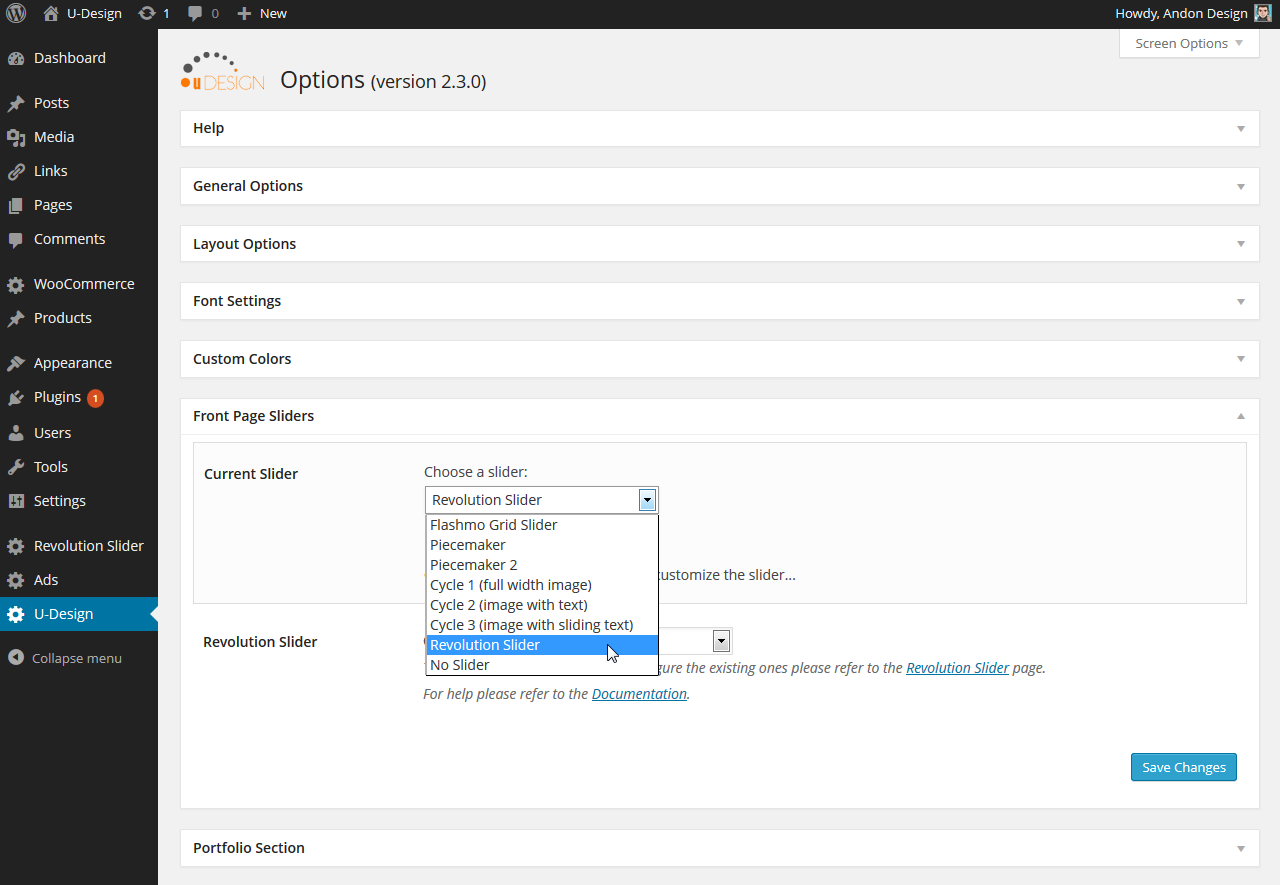 U-Design 1 0 New Howdy, Andon Design
Screen Options
Dashboard
Posts
Media
Links
Pages
Comments
WooCommerce
Products
Appearance
Plugins 1
Users
Tools
Settings
Revolution Slider
Ads
U-Design
Collapse menu
uDESIGN Options (version 2.3.0)
Help
General Options
Layout Options
Font Settings
Custom Colors
Front Page Sliders
Current Slider
Choose a slider:
Revolution Slider
Flashmo Grid Slider
Piecemaker
Piecemaker 2
Cycle 1 (full width image)
Cycle 2 (image with text)
Cycle 3 (image with sliding text)
Revolution Slider
No Slider
customize the slider...
Revolution Slider
the existing ones please refer to the Revolution Slider page.
For help please refer to the Documentation.
Save Changes
Portfolio Section